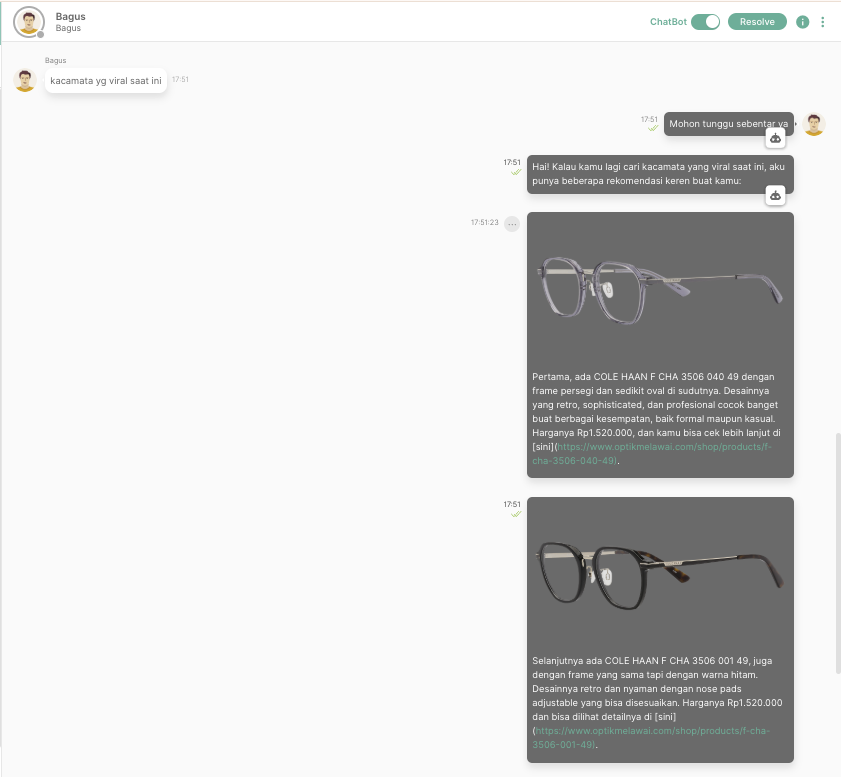 Bagus
Bagus
ChatBot
Resolve
Bagus
kacamata yg viral saat ini
17:51
17:51
Mohon tunggu sebentar ya
17:51
Hai! Kalau kamu lagi cari kacamata yang viral saat ini, aku
punya beberapa rekomendasi keren buat kamu:
17:51:23
Pertama, ada COLE HAAN F CHA 3506 040 49 dengan
frame persegi dan sedikit oval di sudutnya. Desainnya
yang retro, sophisticated, dan profesional cocok banget
buat berbagai kesempatan, baik formal maupun kasual.
Harganya Rp1.520.000, dan kamu bisa cek lebih lanjut di
[sini](https://www.optikmelawai.com/shop/products/f-
cha-3506-040-49).
17:51
Selanjutnya ada COLE HAAN F CHA 3506 001 49, juga
dengan frame yang sama tapi dengan warna hitam.
Desainnya retro dan nyaman dengan nose pads
adjustable yang bisa disesuaikan. Harganya Rp1.520.000
dan bisa dilihat detailnya di [sini]
(https://www.optikmelawai.com/shop/products/f-cha-
3506-001-49).